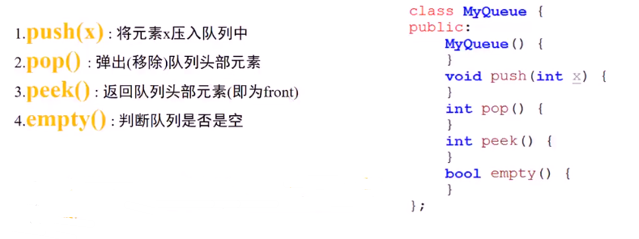 1.push(x) : 将元素x压入队列中
2.pop() : 弹出(移除)队列头部元素
3.peek() : 返回队列头部元素(即为front)
4.empty() : 判断队列是否是空
class MyQueue {
public:
    MyQueue() {
    }
    void push(int x) {
    }
    int pop() {
    }
    int peek() {
    }
    bool empty() {
    }
};